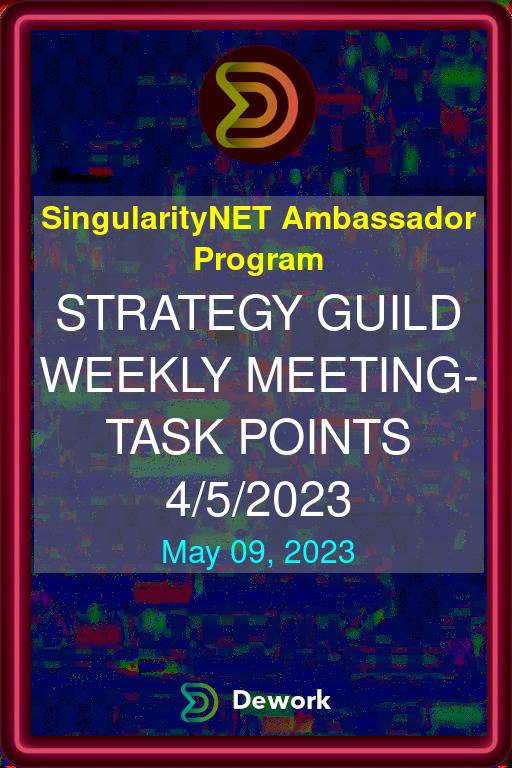 SingularityNET Ambassador
Program
STRATEGY GUILD
WEEKLY MEETING-
TASK POINTS
4/5/2023
May 09, 2023
Dework